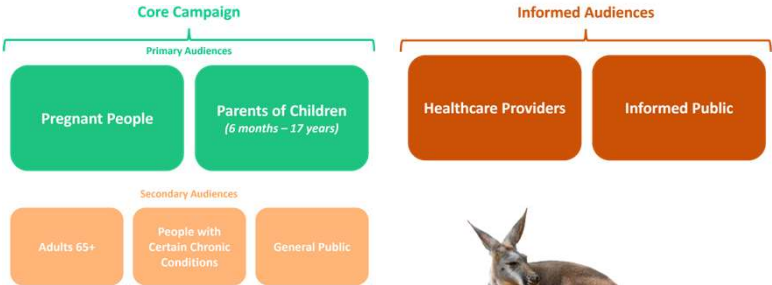 Core Campaign
Primary Audiences
Pregnant People
Parents of Children
(6 months – 17 years)
Secondary Audiences
Adults 65+
People with
Certain Chronic
Conditions
General Public
Informed Audiences
Healthcare Providers
Informed Public